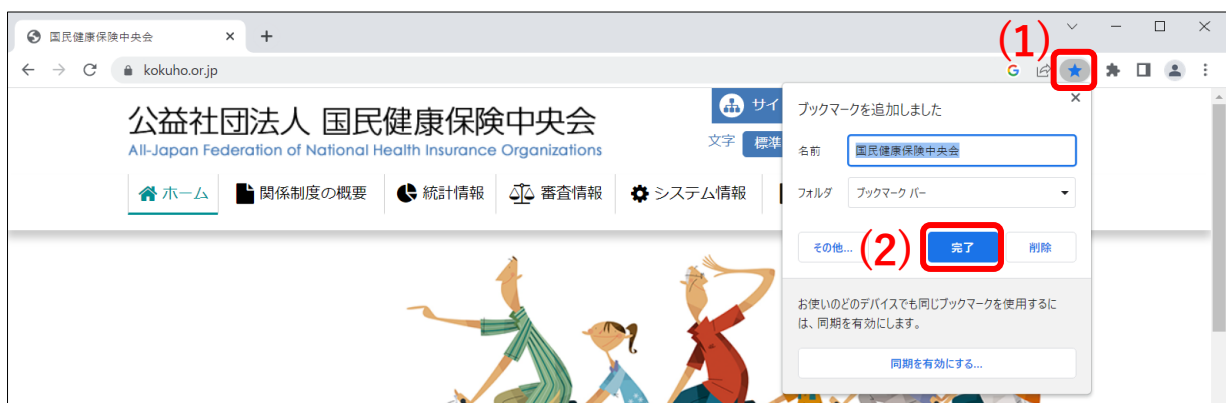 国民健康保険中央会
(1)
kokuho.or.jp
公益社団法人 国民健康保険中央会
All-Japan Federation of National Health Insurance Organizations
サイ
文字 標準
ホーム 関係制度の概要 統計情報 審査情報 システム情報
ブックマークを追加しました
名前 国民健康保険中央会
フォルダ ブックマーク バー
その他... (2) 完了 削除
お使いのどのデバイスでも同じブックマークを使用するに
は、同期を有効にします。
同期を有効にする...